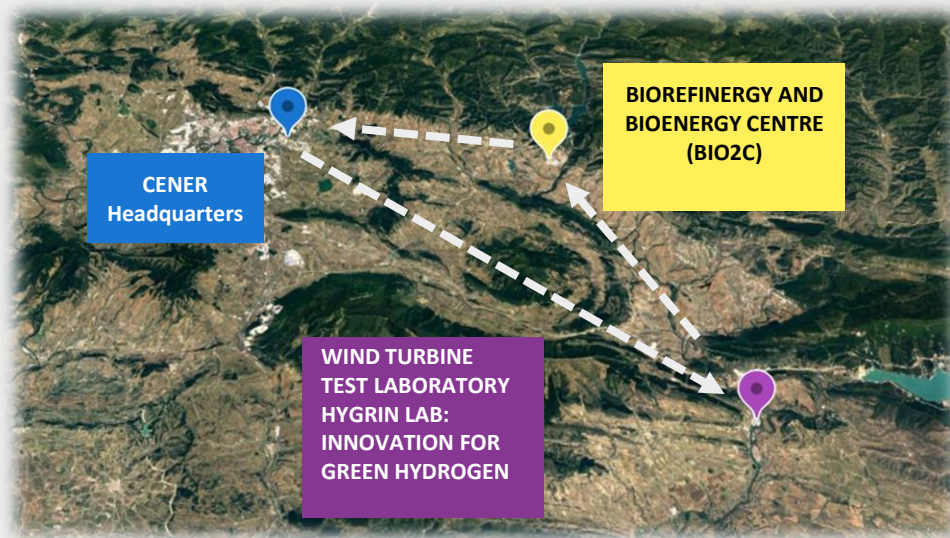 BIOREFINERGY AND
BIOENERGY CENTRE
(BIO2C)
CENER
Headquarters
WIND TURBINE
TEST LABORATORY
HYGRIN LAB:
INNOVATION FOR
GREEN HYDROGEN